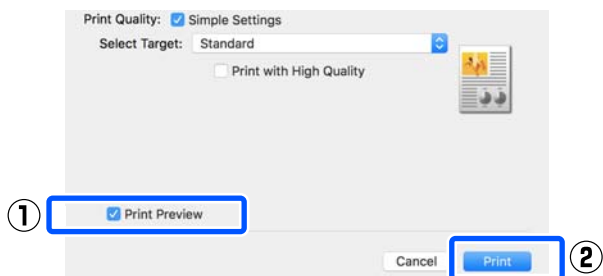 Print Quality: Simple Settings
Select Target: Standard
Print with High Quality
① Print Preview
Cancel Print ②